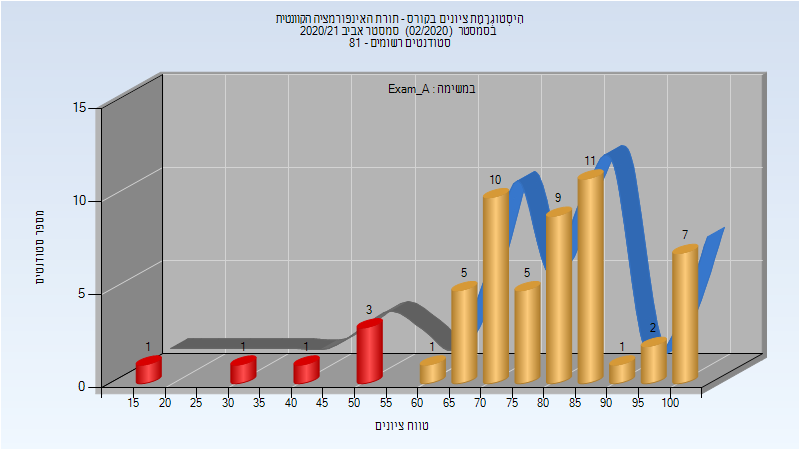 היסטוגרמת ציונים בקורס - תורת האינפורמציה הקוונטית
בסמסטר (02/2020) סמסטר אביב 2020/21
סטודנטים רשומים - 81
במשימה : Exam_A
מספר סטודנטים
15
10
5
0
1
1
1
3
1
5
10
5
9
11
1
2
7
15 20 25 30 35 40 45 50 55 60 65 70 75 80 85 90 95 100
טווח ציונים